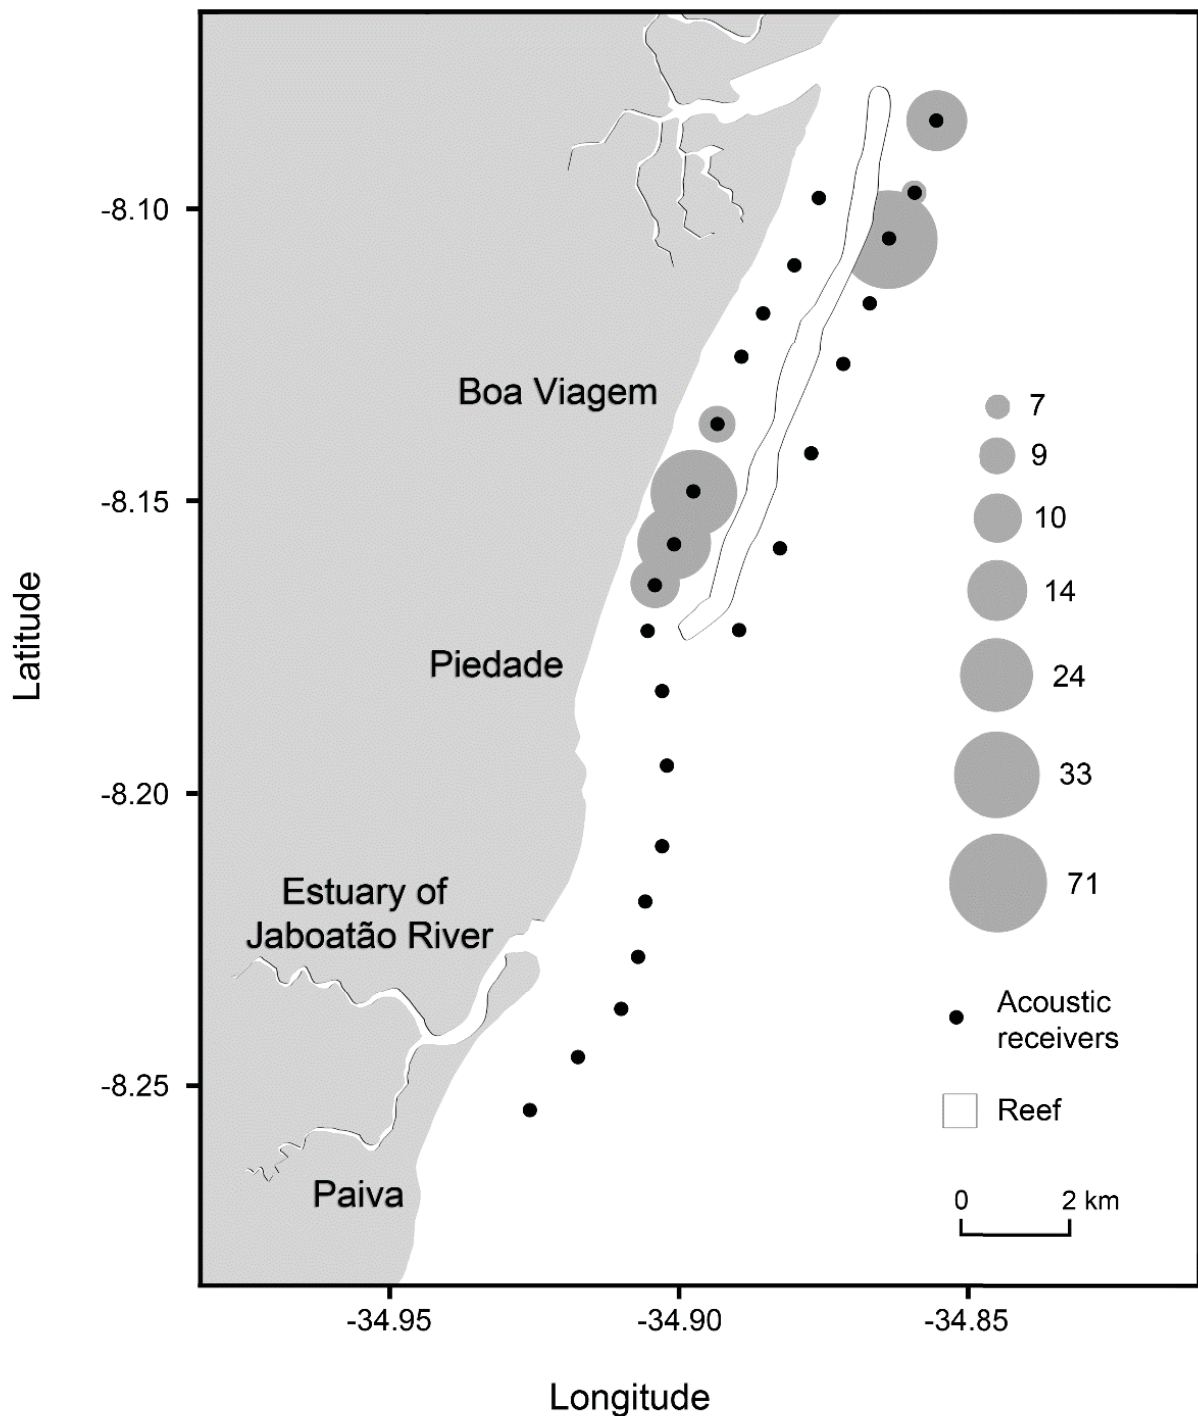 -8.10
Boa Viagem
7
9
-8.15
10
14
Latitude
Piedade
24
33
-8.20
71
Estuary of
Jaboatão River
Acoustic
receivers
-8.25
Reef
Paiva
0 2 km
-34.95 -34.90 -34.85
Longitude